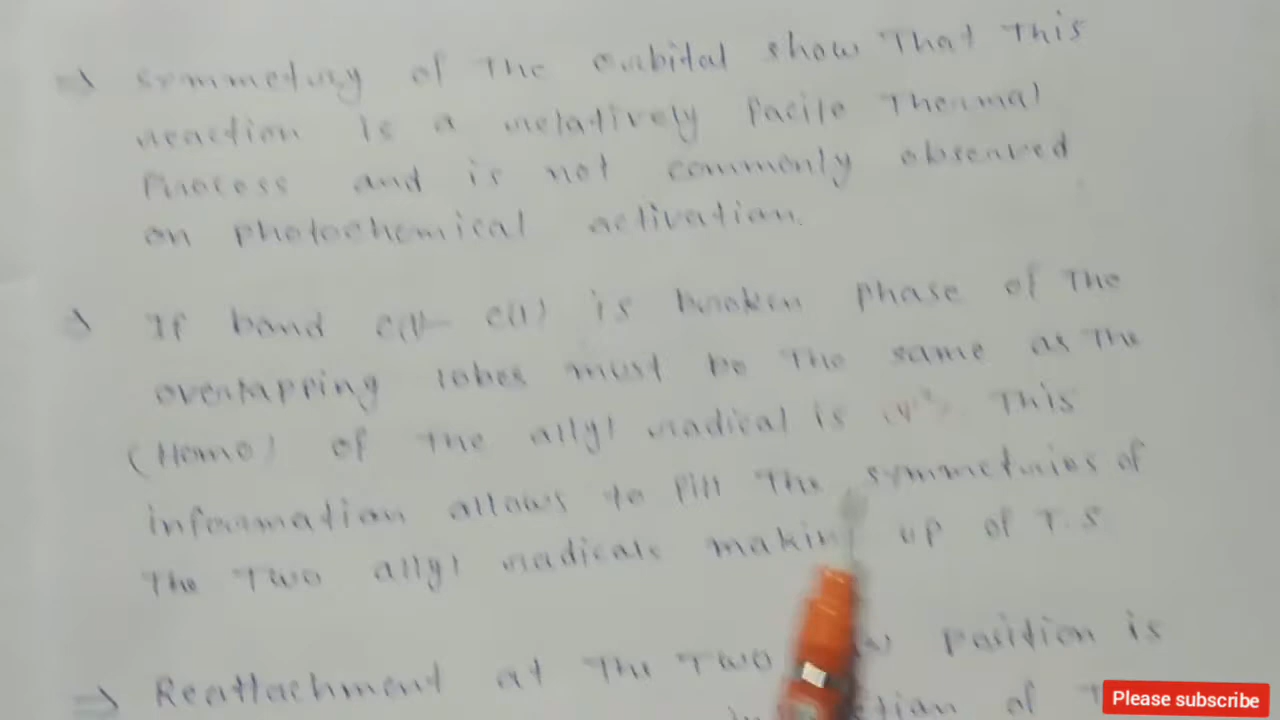 ⇒ Symmetry of the orbital show That This
reaction is a relatively facile Thermal
Process and is not commonly observed
on photochemical activation.
⇒ If bond C(1)– C(1) is broken phase of The
overlapping lobes must be The same as The
(Homo) of The allyl radical is This
information allows to fill The symmetries of
The Two allyl radicals making up of T.S
⇒ Reattachment at The Two position is
of
Please subscribe